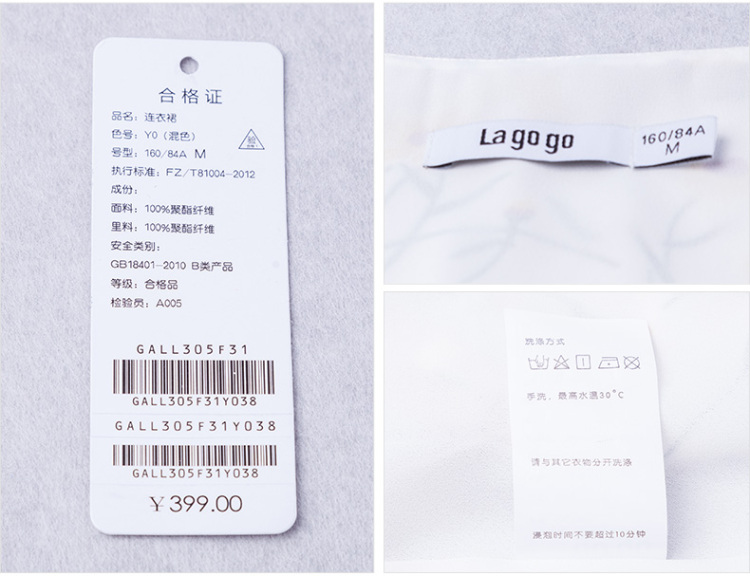 合格证
品名：连衣裙
色号：Y0（混色）
号型：160/84A M
执行标准：FZ/T81004-2012
成份：
面料：100%聚酯纤维
里料：100%聚酯纤维
安全类别：
GB18401-2010 B类产品
等级：合格品
检验员：A005
GALL305F31
GALL305F31Y038
GALL305F31Y038
GALL305F31Y038
￥399.00
Lagogo
160/84A
M
洗涤方式
手洗，最高水温30°C
请与其它衣物分开洗涤
浸泡时间不要超过10分钟